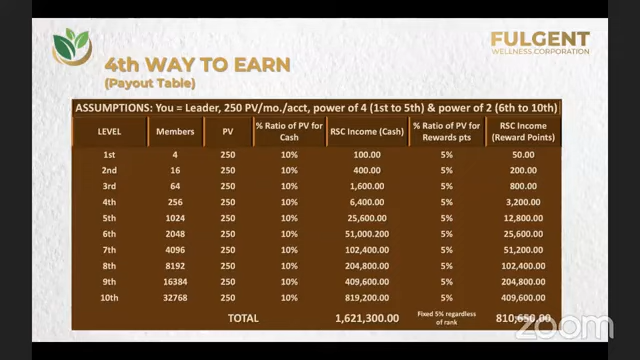 FULGENT
WELLNESS CORPORATION
4th WAY TO EARN
(Payout Table)
ASSUMPTIONS: You = Leader, 250 PV/mo./acct, power of 4 (1st to 5th) & power of 2 (6th to 10th)
LEVEL Members PV % Ratio of PV for Cash RSC Income (Cash) % Ratio of PV for Rewards pts RSC Income (Reward Points)
1st 4 250 10% 100.00 5% 50.00
2nd 16 250 10% 400.00 5% 200.00
3rd 64 250 10% 1,600.00 5% 800.00
4th 256 250 10% 6,400.00 5% 3,200.00
5th 1024 250 10% 25,600.00 5% 12,800.00
6th 2048 250 10% 51,000.200 5% 25,600.00
7th 4096 250 10% 102,400.00 5% 51,200.00
8th 8192 250 10% 204,800.00 5% 102,400.00
9th 16384 250 10% 409,600.00 5% 204,800.00
10th 32768 250 10% 819,200.00 5% 409,600.00
TOTAL 1,621,300.00 Fixed 5% regardless of rank 810,650.00
zoom